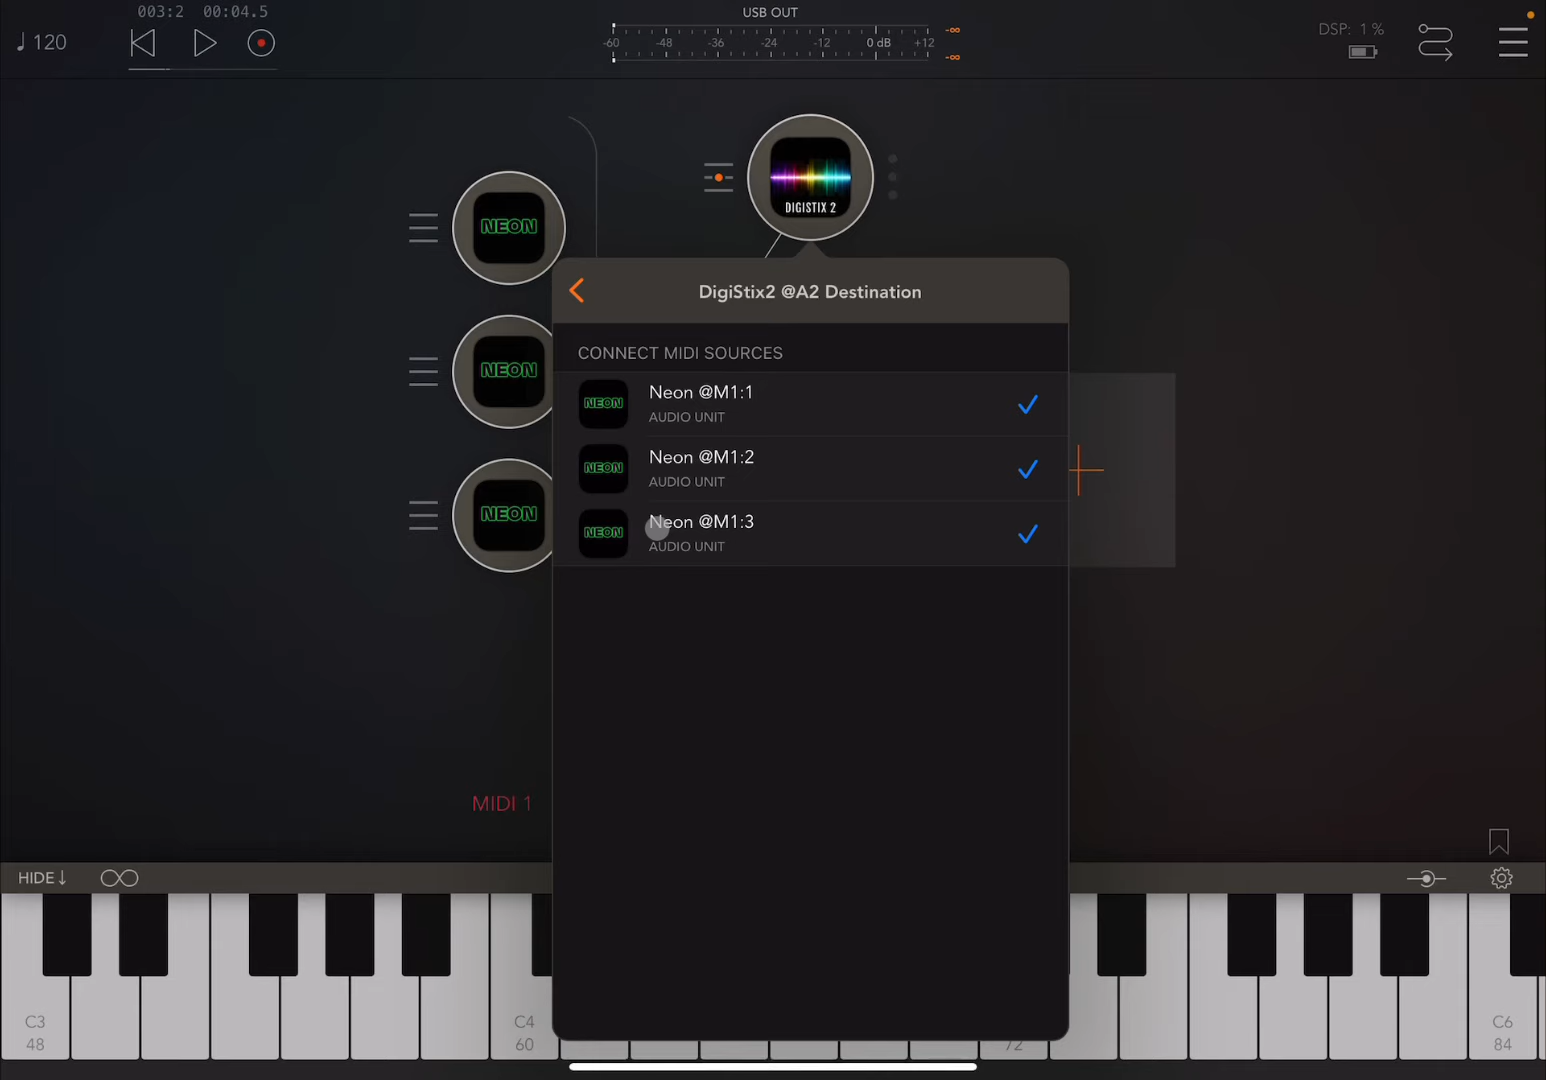 003:2 00:04.5
♩ 120
USB OUT
-60 -48 -36 -24 -12 0 dB +12
-∞
-∞
DSP: 1 %
DIGISTIX 2
NEON
NEON
NEON
DigiStix2 @A2 Destination
CONNECT MIDI SOURCES
NEON
Neon @M1:1
AUDIO UNIT
NEON
Neon @M1:2
AUDIO UNIT
NEON
Neon @M1:3
AUDIO UNIT
MIDI 1
HIDE↓
C3
48
C4
60
72
C6
84